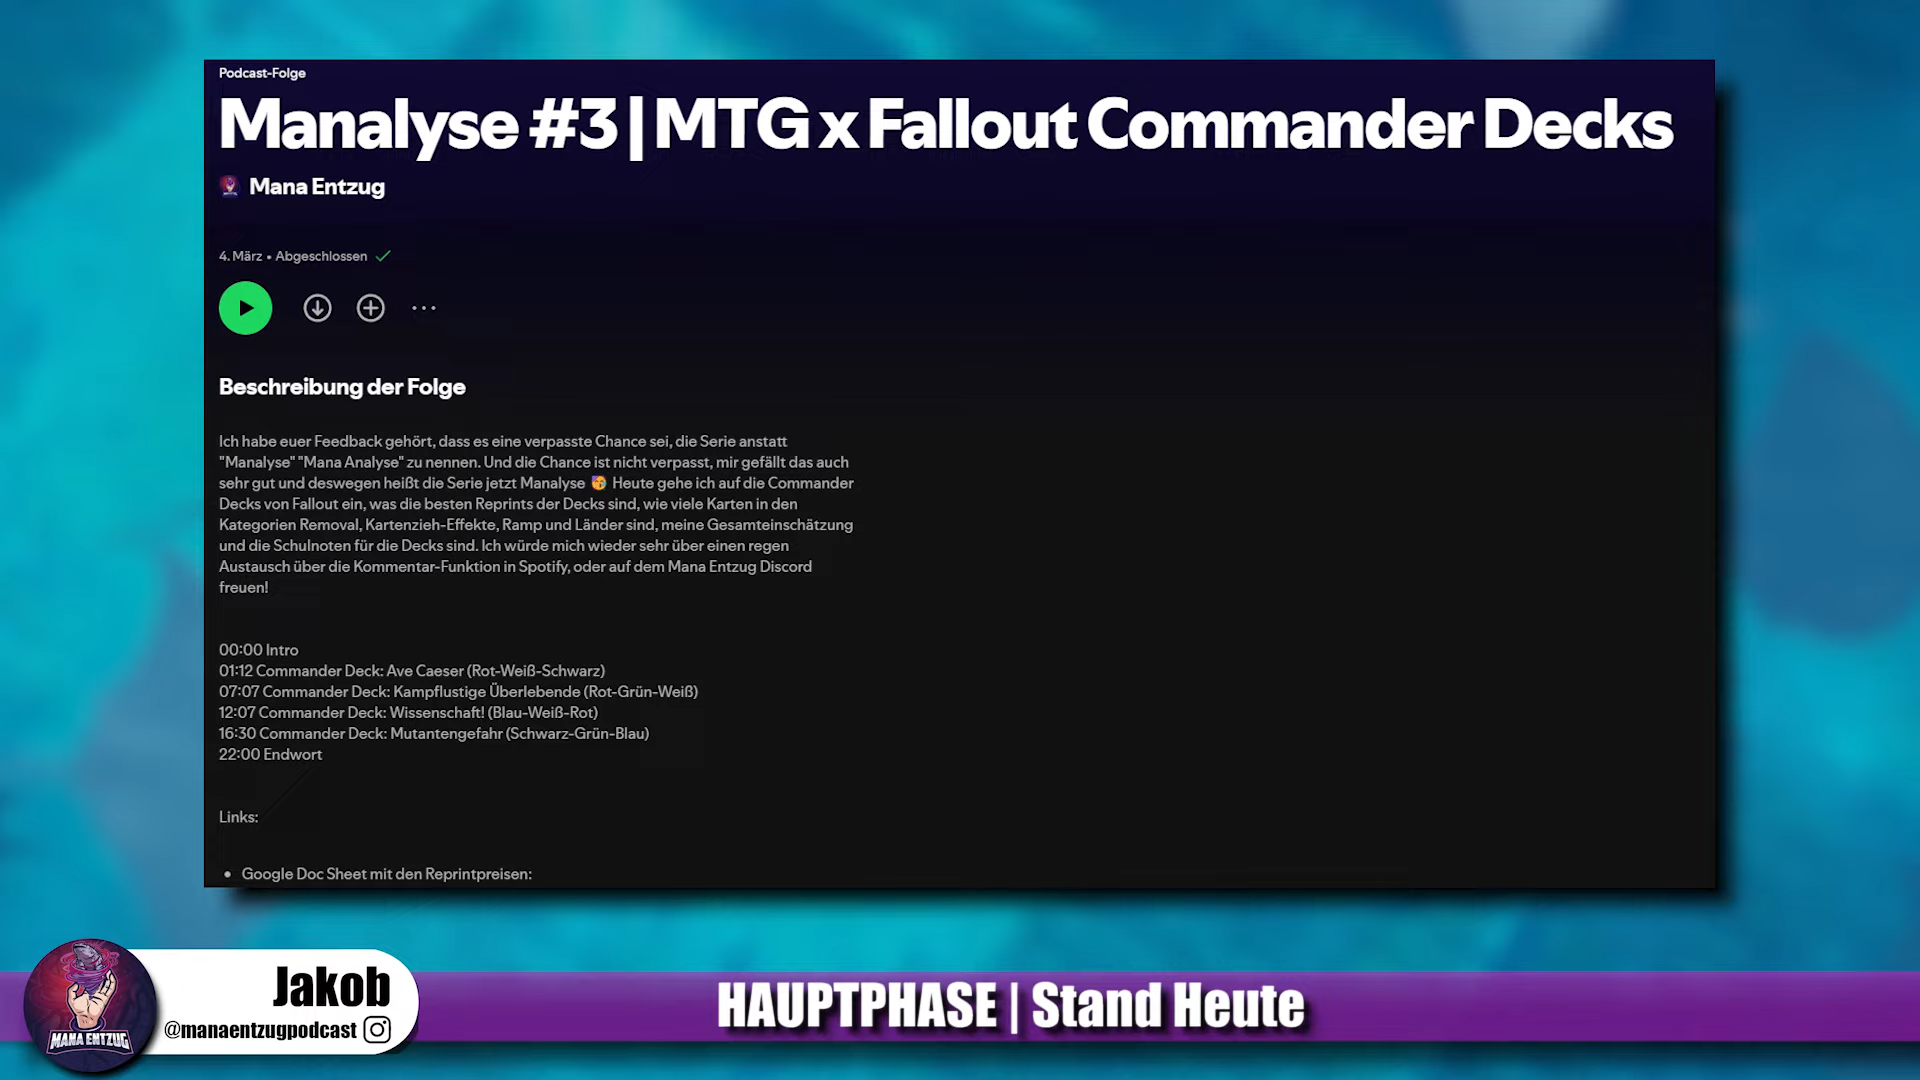 Podcast-Folge
Manalyse #3 | MTG x Fallout Commander Decks
Mana Entzug
4. März • Abgeschlossen
Beschreibung der Folge
Ich habe euer Feedback gehört, dass es eine verpasste Chance sei, die Serie anstatt
"Manalyse" "Mana Analyse" zu nennen. Und die Chance ist nicht verpasst, mir gefällt das auch
sehr gut und deswegen heißt die Serie jetzt Manalyse 🥳 Heute gehe ich auf die Commander
Decks von Fallout ein, was die besten Reprints der Decks sind, wie viele Karten in den
Kategorien Removal, Kartenzieh-Effekte, Ramp und Länder sind, meine Gesamteinschätzung
und die Schulnoten für die Decks sind. Ich würde mich wieder sehr über einen regen
Austausch über die Kommentar-Funktion in Spotify, oder auf dem Mana Entzug Discord
freuen!
00:00 Intro
01:12 Commander Deck: Ave Caeser (Rot-Weiß-Schwarz)
07:07 Commander Deck: Kampflustige Überlebende (Rot-Grün-Weiß)
12:07 Commander Deck: Wissenschaft! (Blau-Weiß-Rot)
16:30 Commander Deck: Mutantengefahr (Schwarz-Grün-Blau)
22:00 Endwort
Links:
• Google Doc Sheet mit den Reprintpreisen:
Jakob
@manaentzugpodcast
MANA ENTZUG
HAUPTPHASE | Stand Heute